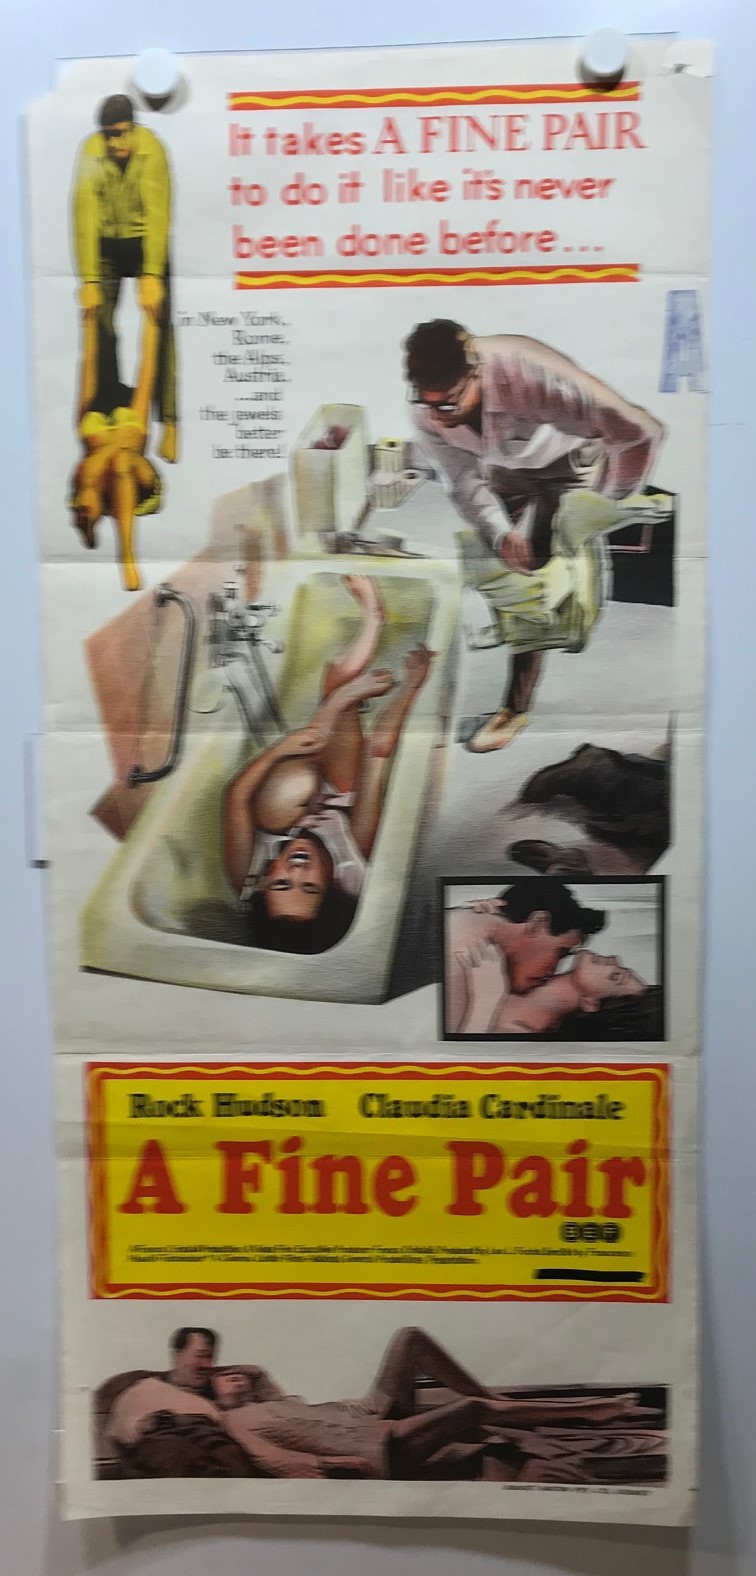 It takes A FINE PAIR
to do it like it's never
been done before...
in New York,
Rome,
the Alps,
Austria,
...and
the jewels
better
be there!
A
Rock Hudson Claudia Cardinale
A Fine Pair